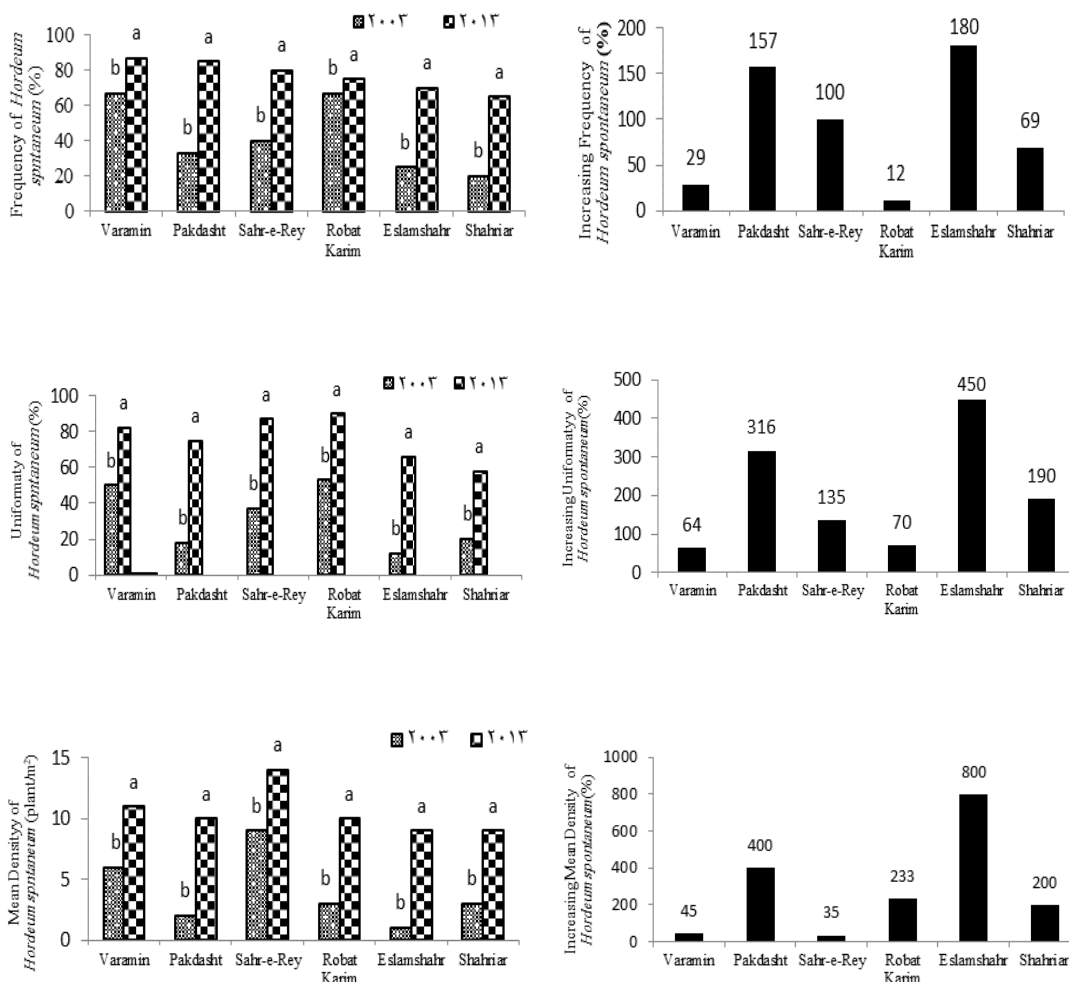 ۲۰۰۳ ۲۰۱۳
Frequency of Hordeum
spntaneum (%)
100
80
60
40
20
0
b a b a b a b a b a b a
Varamin Pakdasht Sahr-e-Rey Robat Eslamshahr Shahriar
Karim
Increasing Frequency of
Hordeum spontaneum (%)
200
150
100
50
0
29 157 100 12 180 69
Varamin Pakdasht Sahr-e-Rey Robat Eslamshahr Shahriar
Karim
۲۰۰۳ ۲۰۱۳
Uniformaty of
Hordeum spntaneum (%)
100
80
60
40
20
0
b a b a b a b a b a b a
Varamin Pakdasht Sahr-e-Rey Robat Eslamshahr Shahriar
Karim
Increasing Uniformatyy of
Hordeum spontaneum(%)
500
400
300
200
100
0
64 316 135 70 450 190
Varamin Pakdasht Sahr-e-Rey Robat Eslamshahr Shahriar
Karim
۲۰۰۳ ۲۰۱۳
Mean Densityy of
Hordeum spntaneum (plant/m²)
15
10
5
0
b a b a b a b a b a b a
Varamin Pakdasht Sahr-e-Rey Robat Eslamshahr Shahriar
Karim
Increasing Mean Density of
Hordeum spontaneum(%)
1000
800
600
400
200
0
45 400 35 233 800 200
Varamin Pakdasht Sahr-e-Rey Robat Eslamshahr Shahriar
Karim